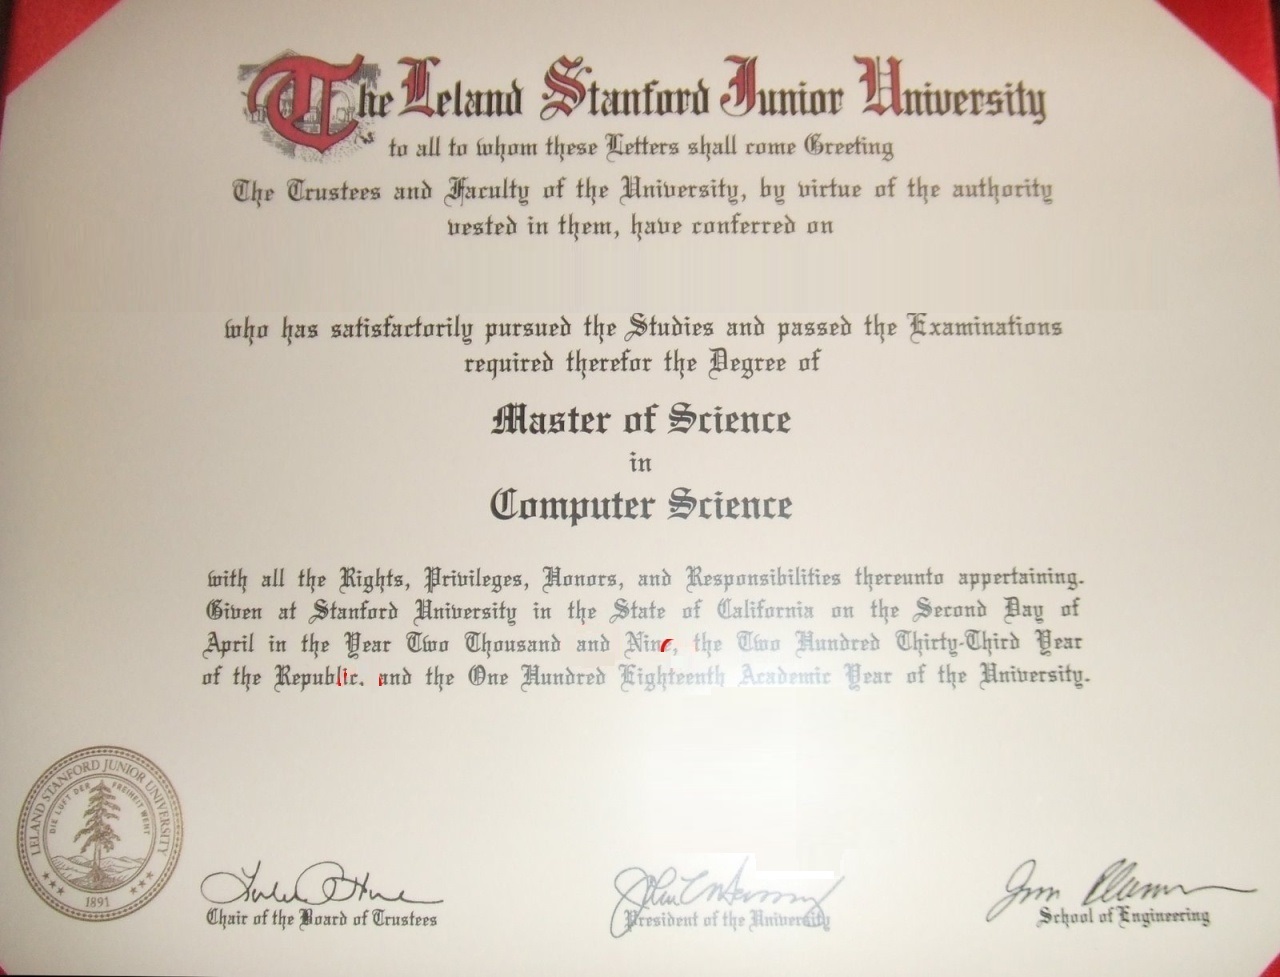 The Leland Stanford Junior University
to all to whom these Letters shall come Greeting
The Trustees and Faculty of the University, by virtue of the authority
vested in them, have conferred on
who has satisfactorily pursued the Studies and passed the Examinations
required therefor the Degree of
Master of Science
in
Computer Science
with all the Rights, Privileges, Honors, and Responsibilities thereunto appertaining.
Given at Stanford University in the State of California on the Second Day of
April in the Year Two Thousand and Nine, the Two Hundred Thirty-Third Year
of the Republic, and the One Hundred Eighteenth Academic Year of the University.
LELAND STANFORD JUNIOR UNIVERSITY
DIE LUFT DER FREIHEIT WEHT
1891
Chair of the Board of Trustees
President of the University
School of Engineering